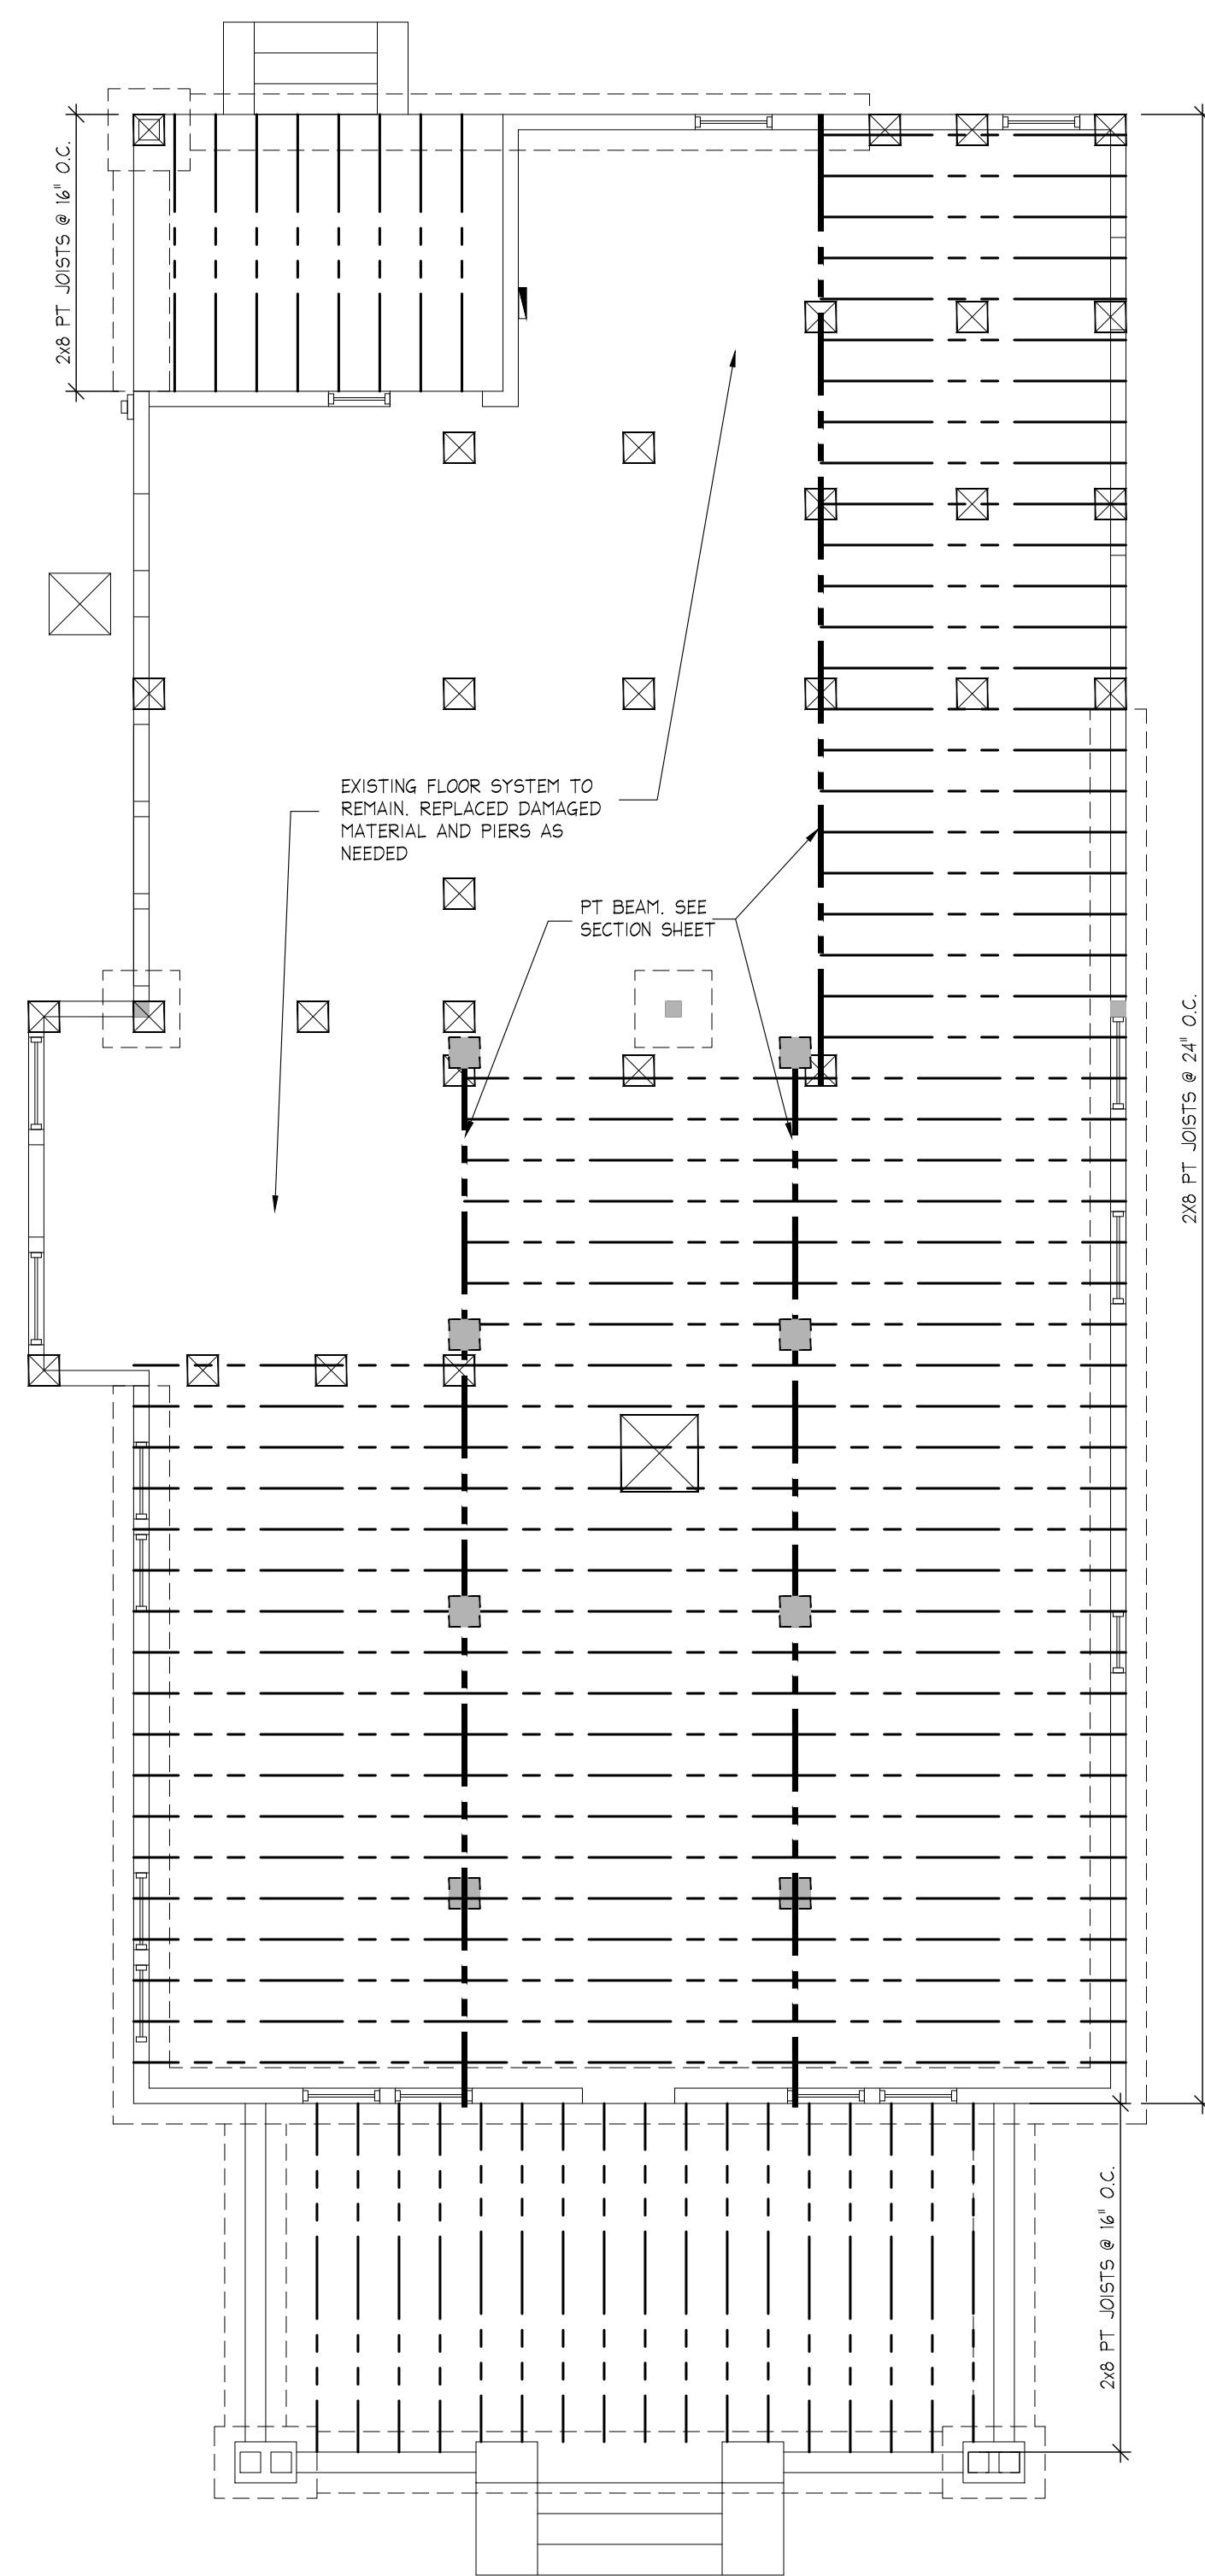 2x8 PT JOISTS @ 16" O.C.
EXISTING FLOOR SYSTEM TO
REMAIN. REPLACED DAMAGED
MATERIAL AND PIERS AS
NEEDED
PT BEAM. SEE
SECTION SHEET
2X8 PT JOISTS @ 24" O.C.
2x8 PT JOISTS @ 16" O.C.